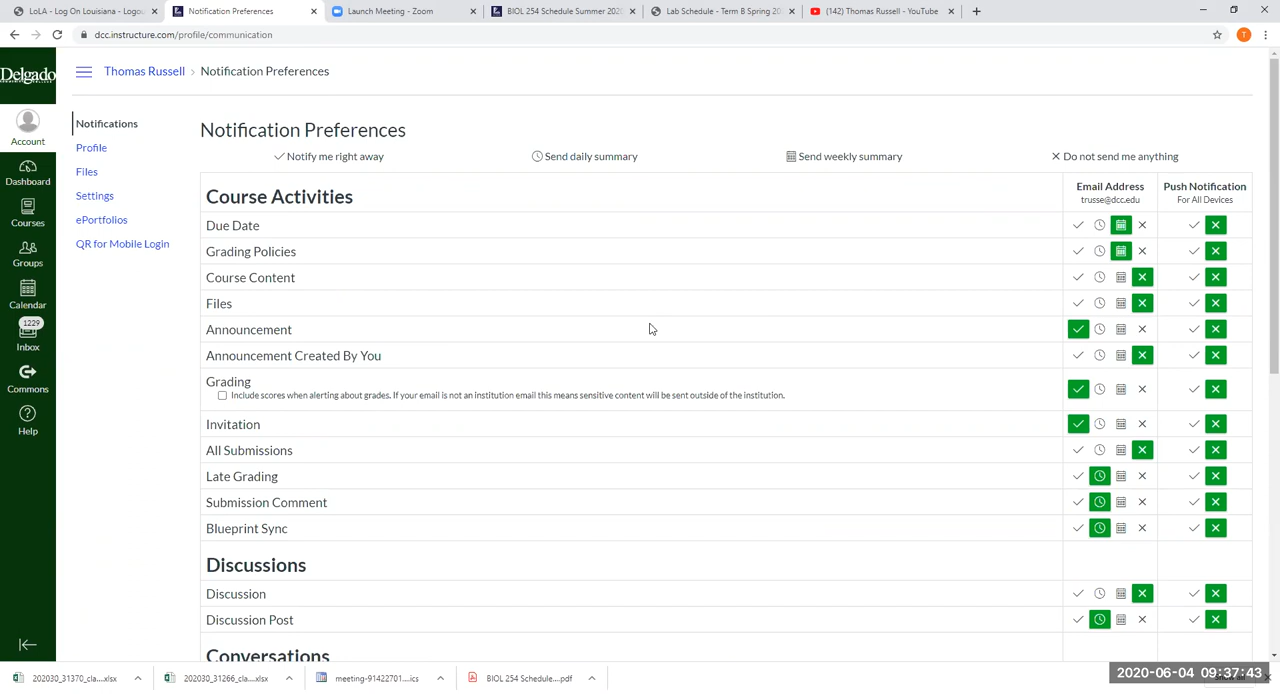 LoLA - Log On Louisiana - Logou
Notification Preferences
Launch Meeting - Zoom
BIOL 254 Schedule Summer 202
Lab Schedule - Term B Spring 20
(142) Thomas Russell - YouTube
dcc.instructure.com/profile/communication
T
Delgado
Thomas Russell › Notification Preferences
Account
Dashboard
Courses
Groups
Calendar
1229
Inbox
Commons
Help
Notifications
Profile
Files
Settings
ePortfolios
QR for Mobile Login
Notification Preferences
Notify me right away
Send daily summary
Send weekly summary
Do not send me anything
Course Activities
Email Address
trusse@dcc.edu
Push Notification
For All Devices
Due Date
Grading Policies
Course Content
Files
Announcement
Announcement Created By You
Grading
Include scores when alerting about grades. If your email is not an institution email this means sensitive content will be sent outside of the institution.
Invitation
All Submissions
Late Grading
Submission Comment
Blueprint Sync
Discussions
Discussion
Discussion Post
Conversations
202030_31370_cla....xlsx
202030_31266_cla....xlsx
meeting-91422701....ics
BIOL 254 Schedule....pdf
2020-06-04 09:37:43